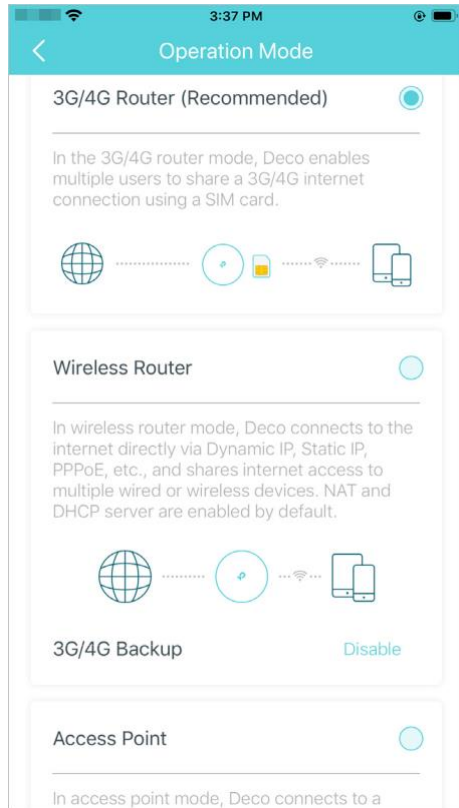 3:37 PM
Operation Mode
3G/4G Router (Recommended)
In the 3G/4G router mode, Deco enables
multiple users to share a 3G/4G internet
connection using a SIM card.
Wireless Router
In wireless router mode, Deco connects to the
internet directly via Dynamic IP, Static IP,
PPPoE, etc., and shares internet access to
multiple wired or wireless devices. NAT and
DHCP server are enabled by default.
3G/4G Backup Disable
Access Point
In access point mode, Deco connects to a